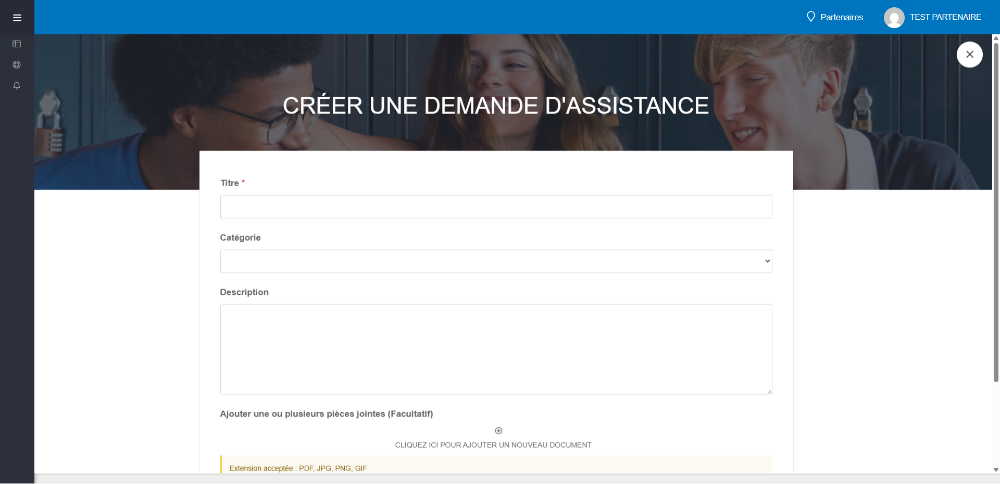 Partenaires
TEST PARTENAIRE
CRÉER UNE DEMANDE D'ASSISTANCE
Titre *
Catégorie
Description
Ajouter une ou plusieurs pièces jointes (Facultatif)
CLIQUEZ ICI POUR AJOUTER UN NOUVEAU DOCUMENT
Extension acceptée : PDF, JPG, PNG, GIF